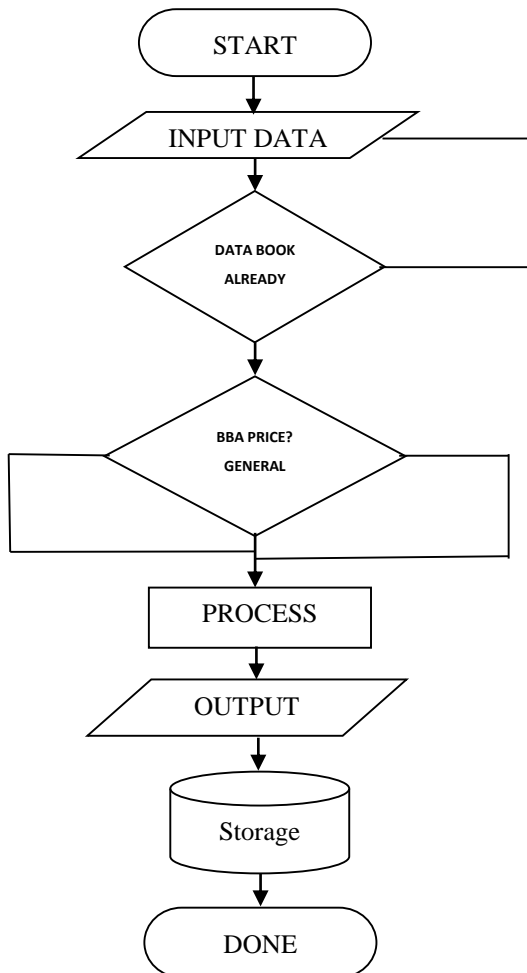 START
INPUT DATA
DATA BOOK
ALREADY
BBA PRICE?
GENERAL
PROCESS
OUTPUT
Storage
DONE